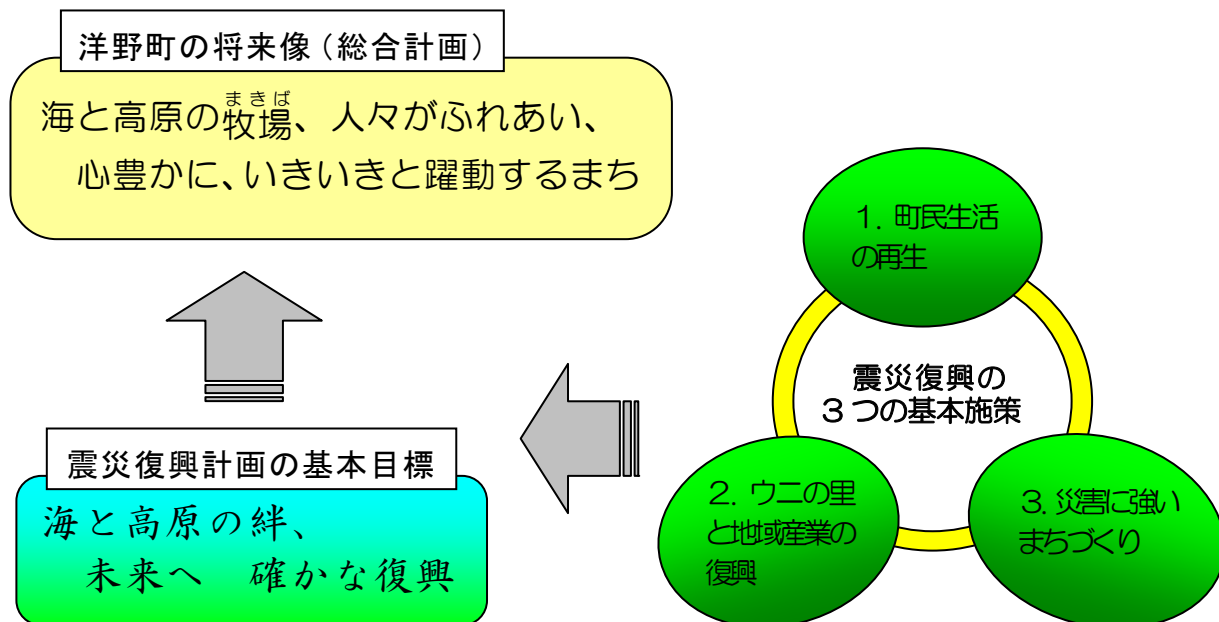 洋野町の将来像（総合計画）
まきば
海と高原の牧場、人々がふれあい、
心豊かに、いきいきと躍動するまち
震災復興計画の基本目標
海と高原の絆、
未来へ　確かな復興
1. 町民生活
の再生
震災復興の
3つの基本施策
2. ウニの里
と地域産業の
復興
3. 災害に強い
まちづくり